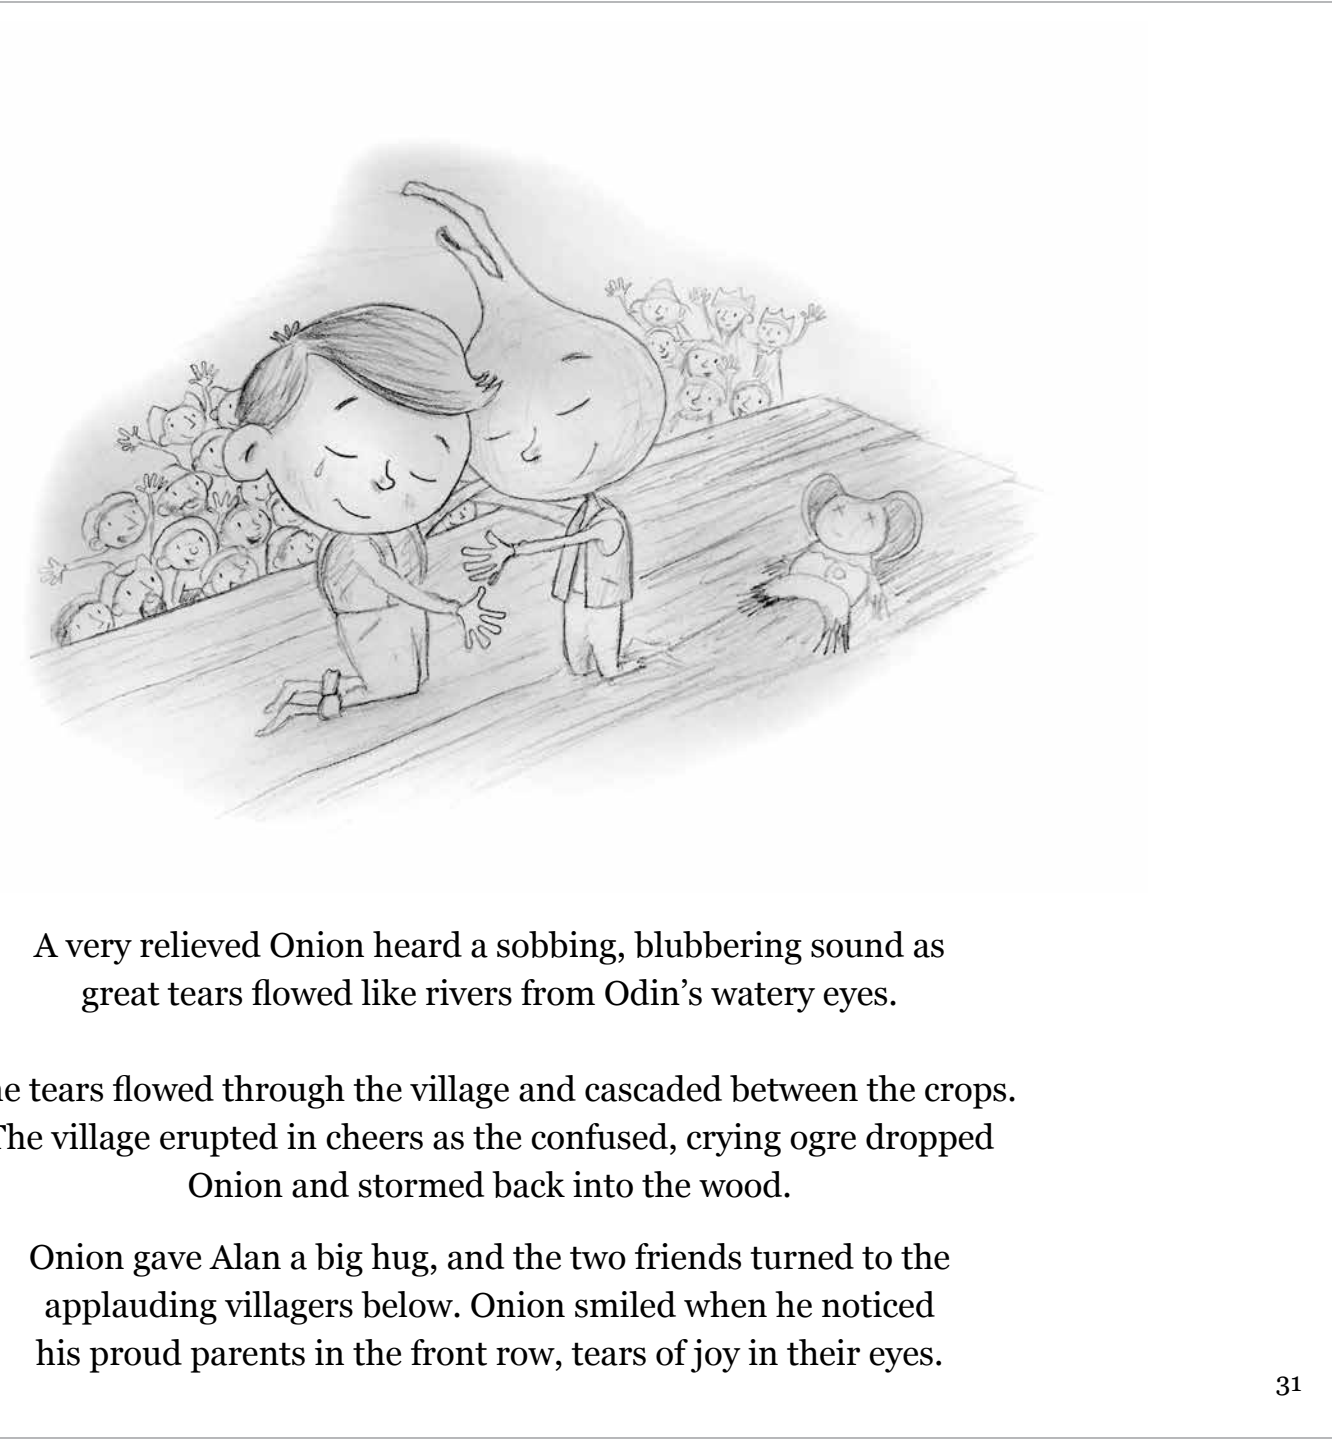 A very relieved Onion heard a sobbing, blubbering sound as
great tears flowed like rivers from Odin’s watery eyes.
tears flowed through the village and cascaded between the crops.
The village erupted in cheers as the confused, crying ogre dropped
Onion and stormed back into the wood.
Onion gave Alan a big hug, and the two friends turned to the
applauding villagers below. Onion smiled when he noticed
his proud parents in the front row, tears of joy in their eyes.
31